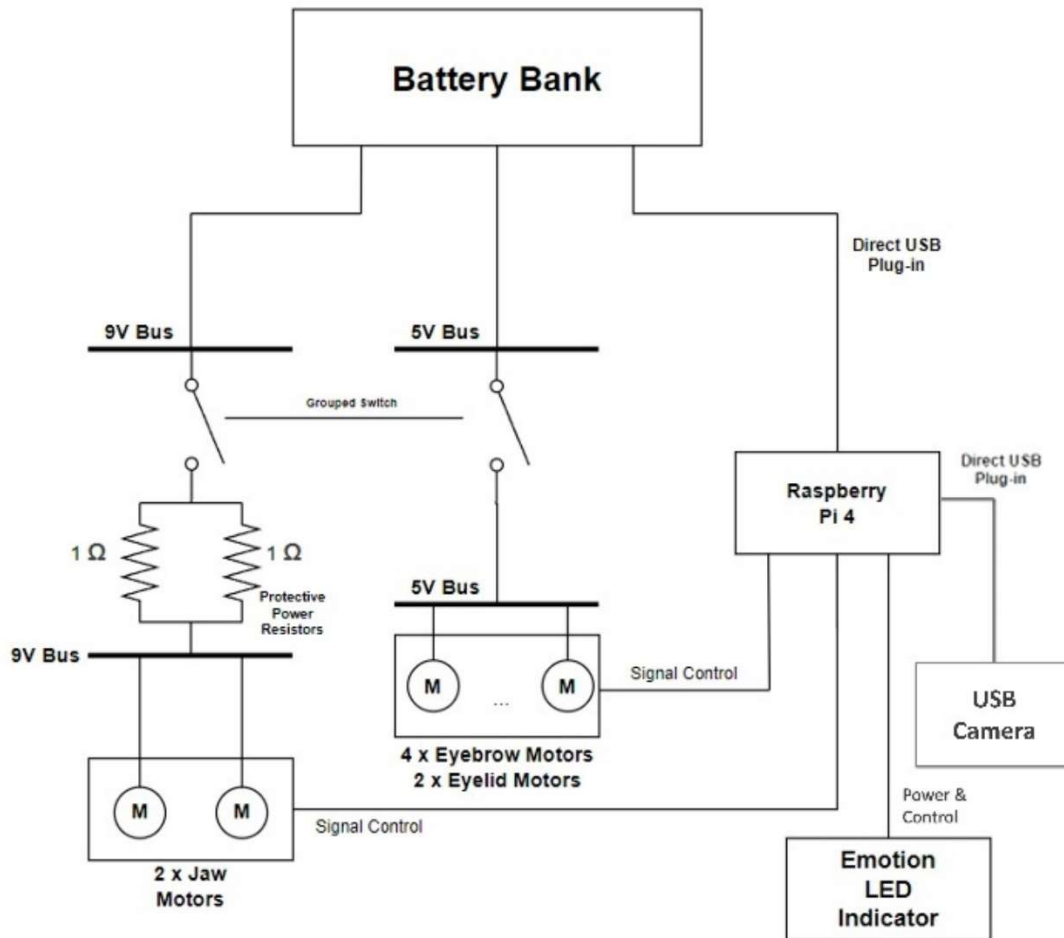 Battery Bank
Direct USB
Plug-in
9V Bus
5V Bus
Grouped Switch
Direct USB
Plug-in
Raspberry
Pi 4
1 Ω
1 Ω
Protective
Power
Resistors
5V Bus
9V Bus
M
M
...
Signal Control
USB
Camera
4 x Eyebrow Motors
2 x Eyelid Motors
M
M
Signal Control
Power &
Control
2 x Jaw
Motors
Emotion
LED
Indicator